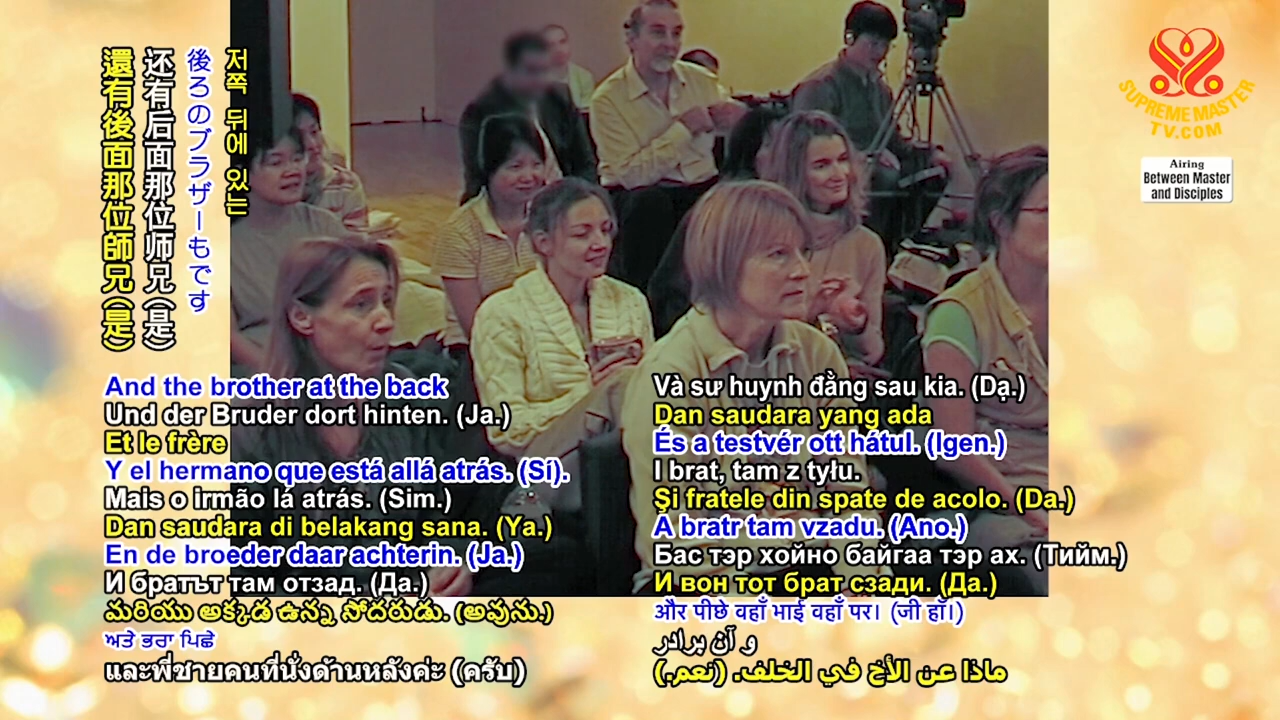 還有後面那位師兄(是)
还有后面那位师兄(是)
後ろのブラザーもです
저쪽 뒤에 있는
SUPREME MASTER
TV.COM
Airing
Between Master
and Disciples
And the brother at the back
Und der Bruder dort hinten. (Ja.)
Et le frère
Y el hermano que está allá atrás. (Sí).
Mais o irmão lá atrás. (Sim.)
Dan saudara di belakang sana. (Ya.)
En de broeder daar achterin. (Ja.)
И братът там отзад. (Да.)
మరియు అక్కడ ఉన్న సోదరుడు. (అవును.)
ਅਤੇ ਭਰਾ ਪਿਛੇ
และพี่ชายคนที่นั่งด้านหลังค่ะ (ครับ)
Và sư huynh đằng sau kia. (Dạ.)
Dan saudara yang ada
És a testvér ott hátul. (Igen.)
I brat, tam z tyłu.
Şi fratele din spate de acolo. (Da.)
A bratr tam vzadu. (Ano.)
Бас тэр хойно байгаа тэр ах. (Тийм.)
И вон тот брат сзади. (Да.)
और पीछे वहाँ भाई वहाँ पर। (जी हाँ।)
و آن برادر
ماذا عن الأخ في الخلف. (نعم.)